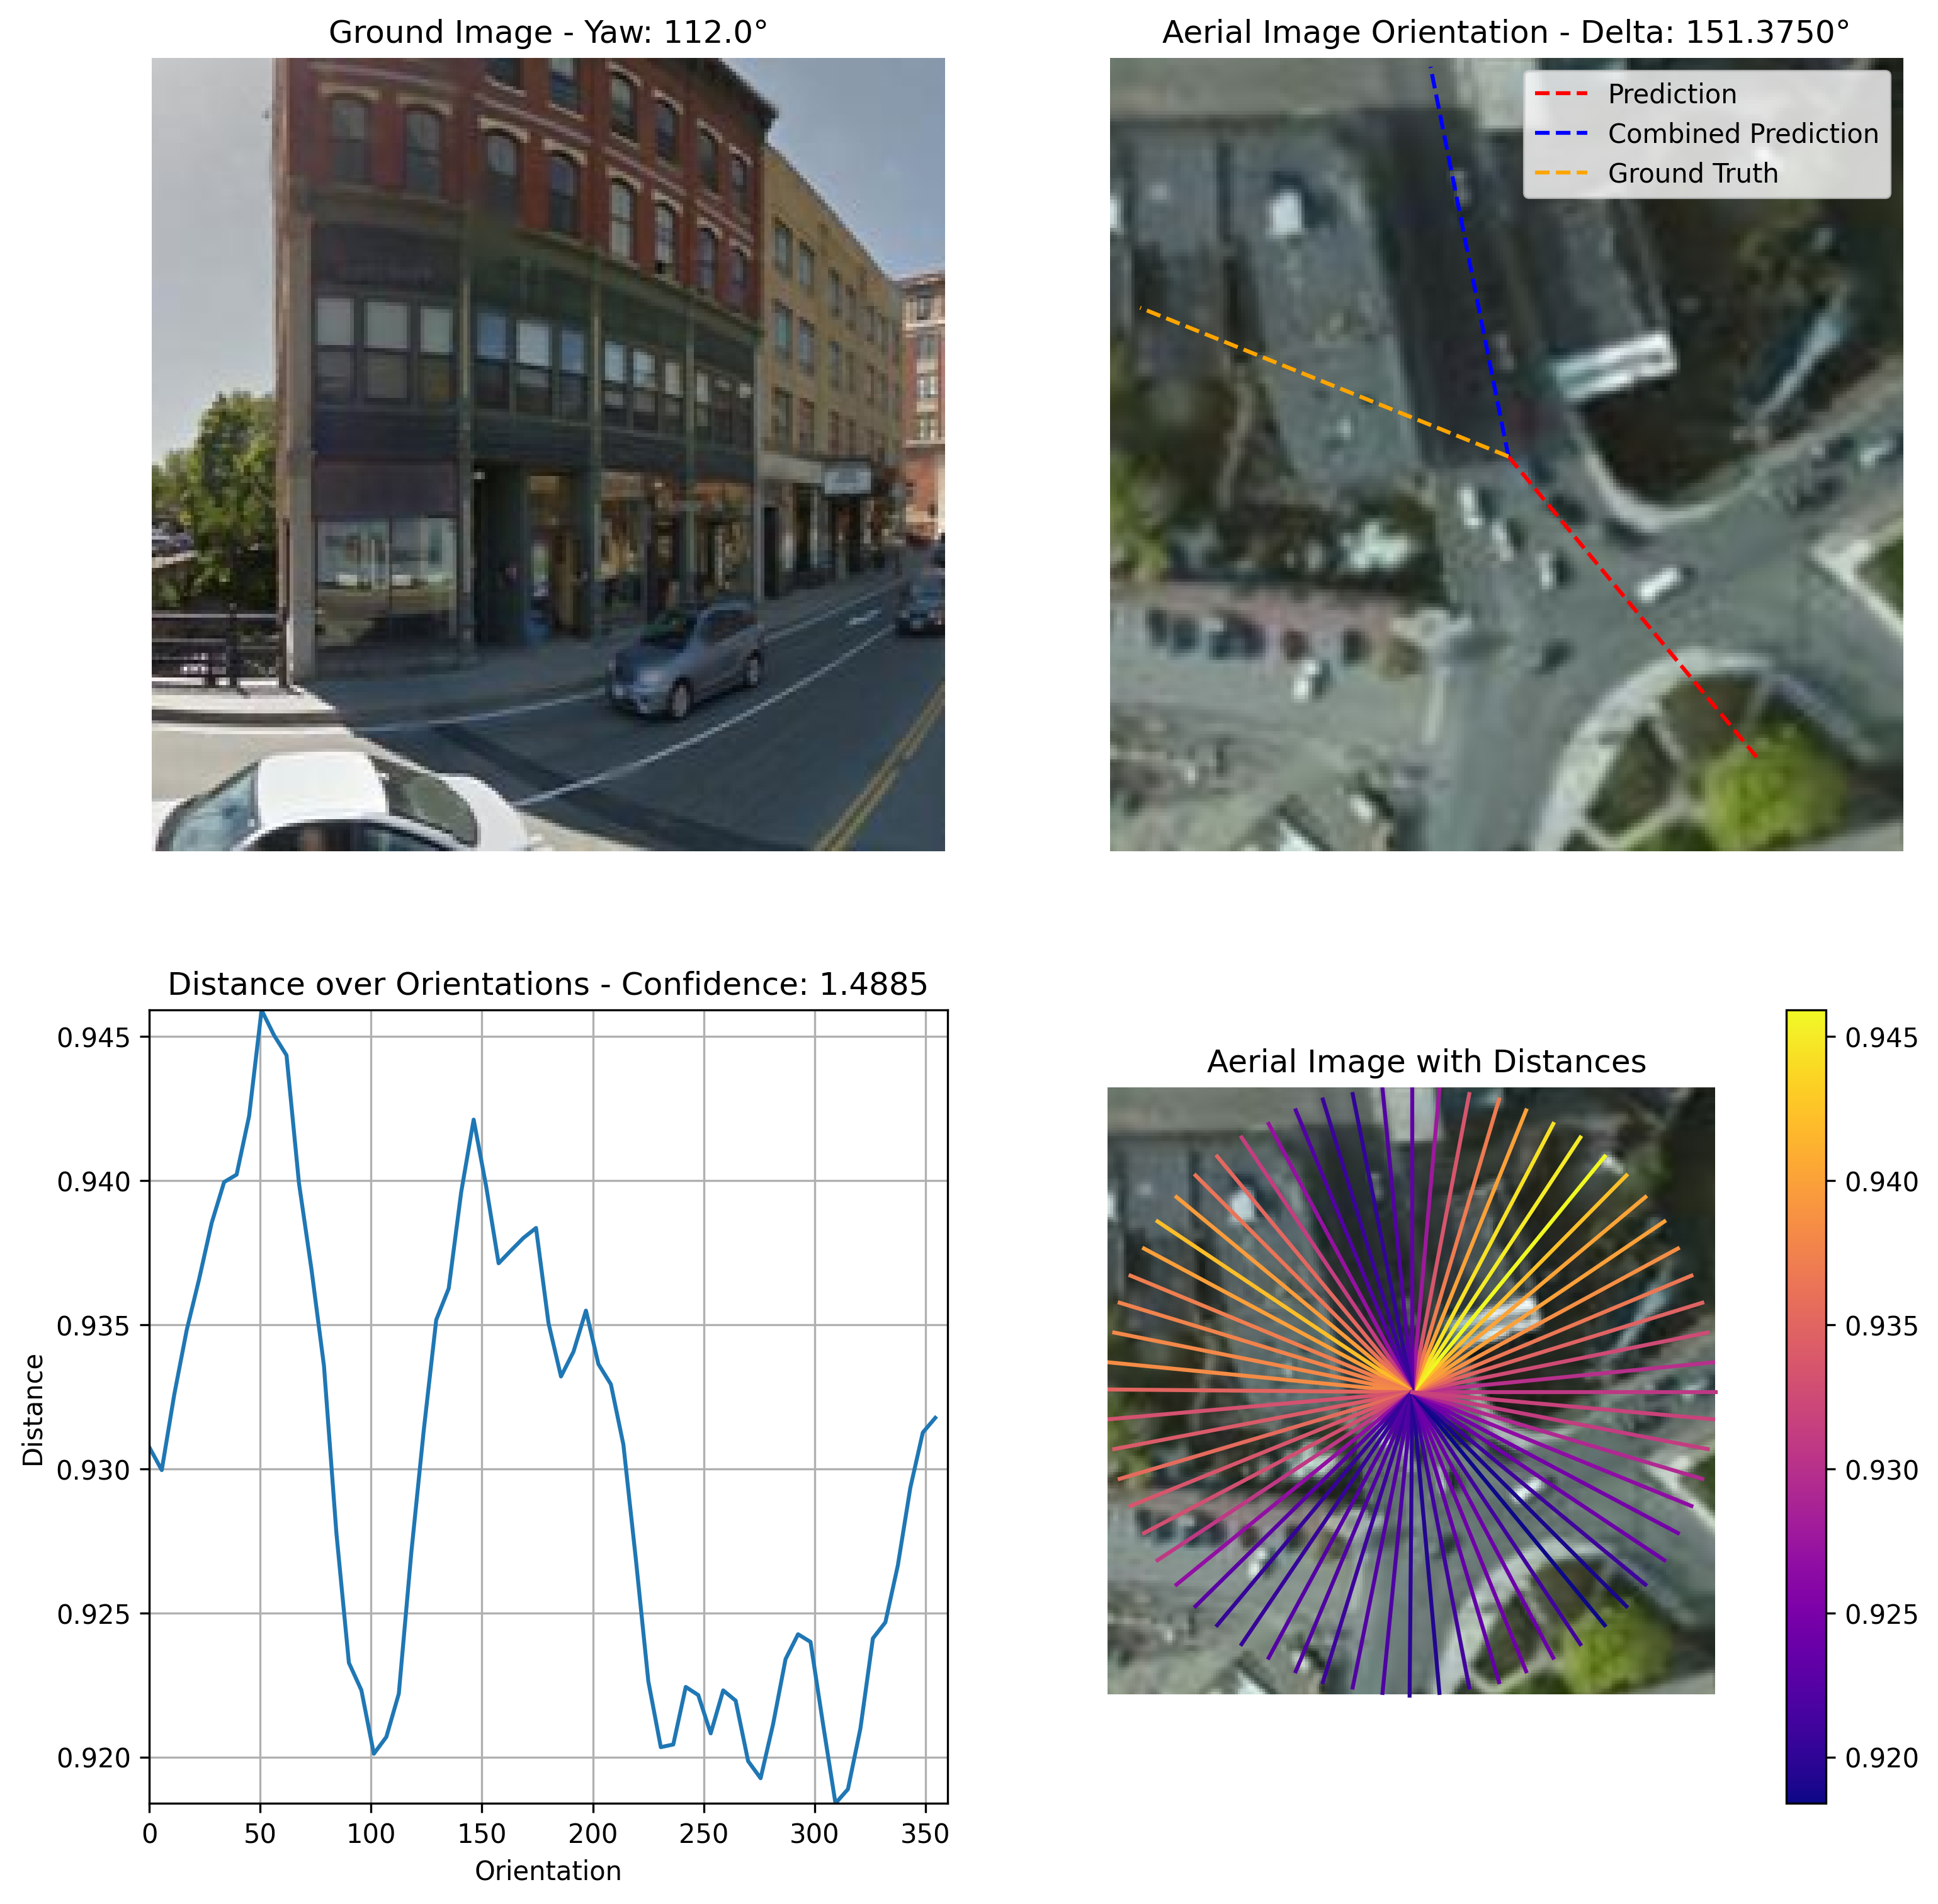 Ground Image - Yaw: 112.0°
Aerial Image Orientation - Delta: 151.3750°
Prediction
Combined Prediction
Ground Truth
Distance over Orientations - Confidence: 1.4885
0.945
0.940
0.935
0.930
0.925
0.920
Distance
0
50
100
150
200
250
300
350
Orientation
Aerial Image with Distances
0.945
0.940
0.935
0.930
0.925
0.920